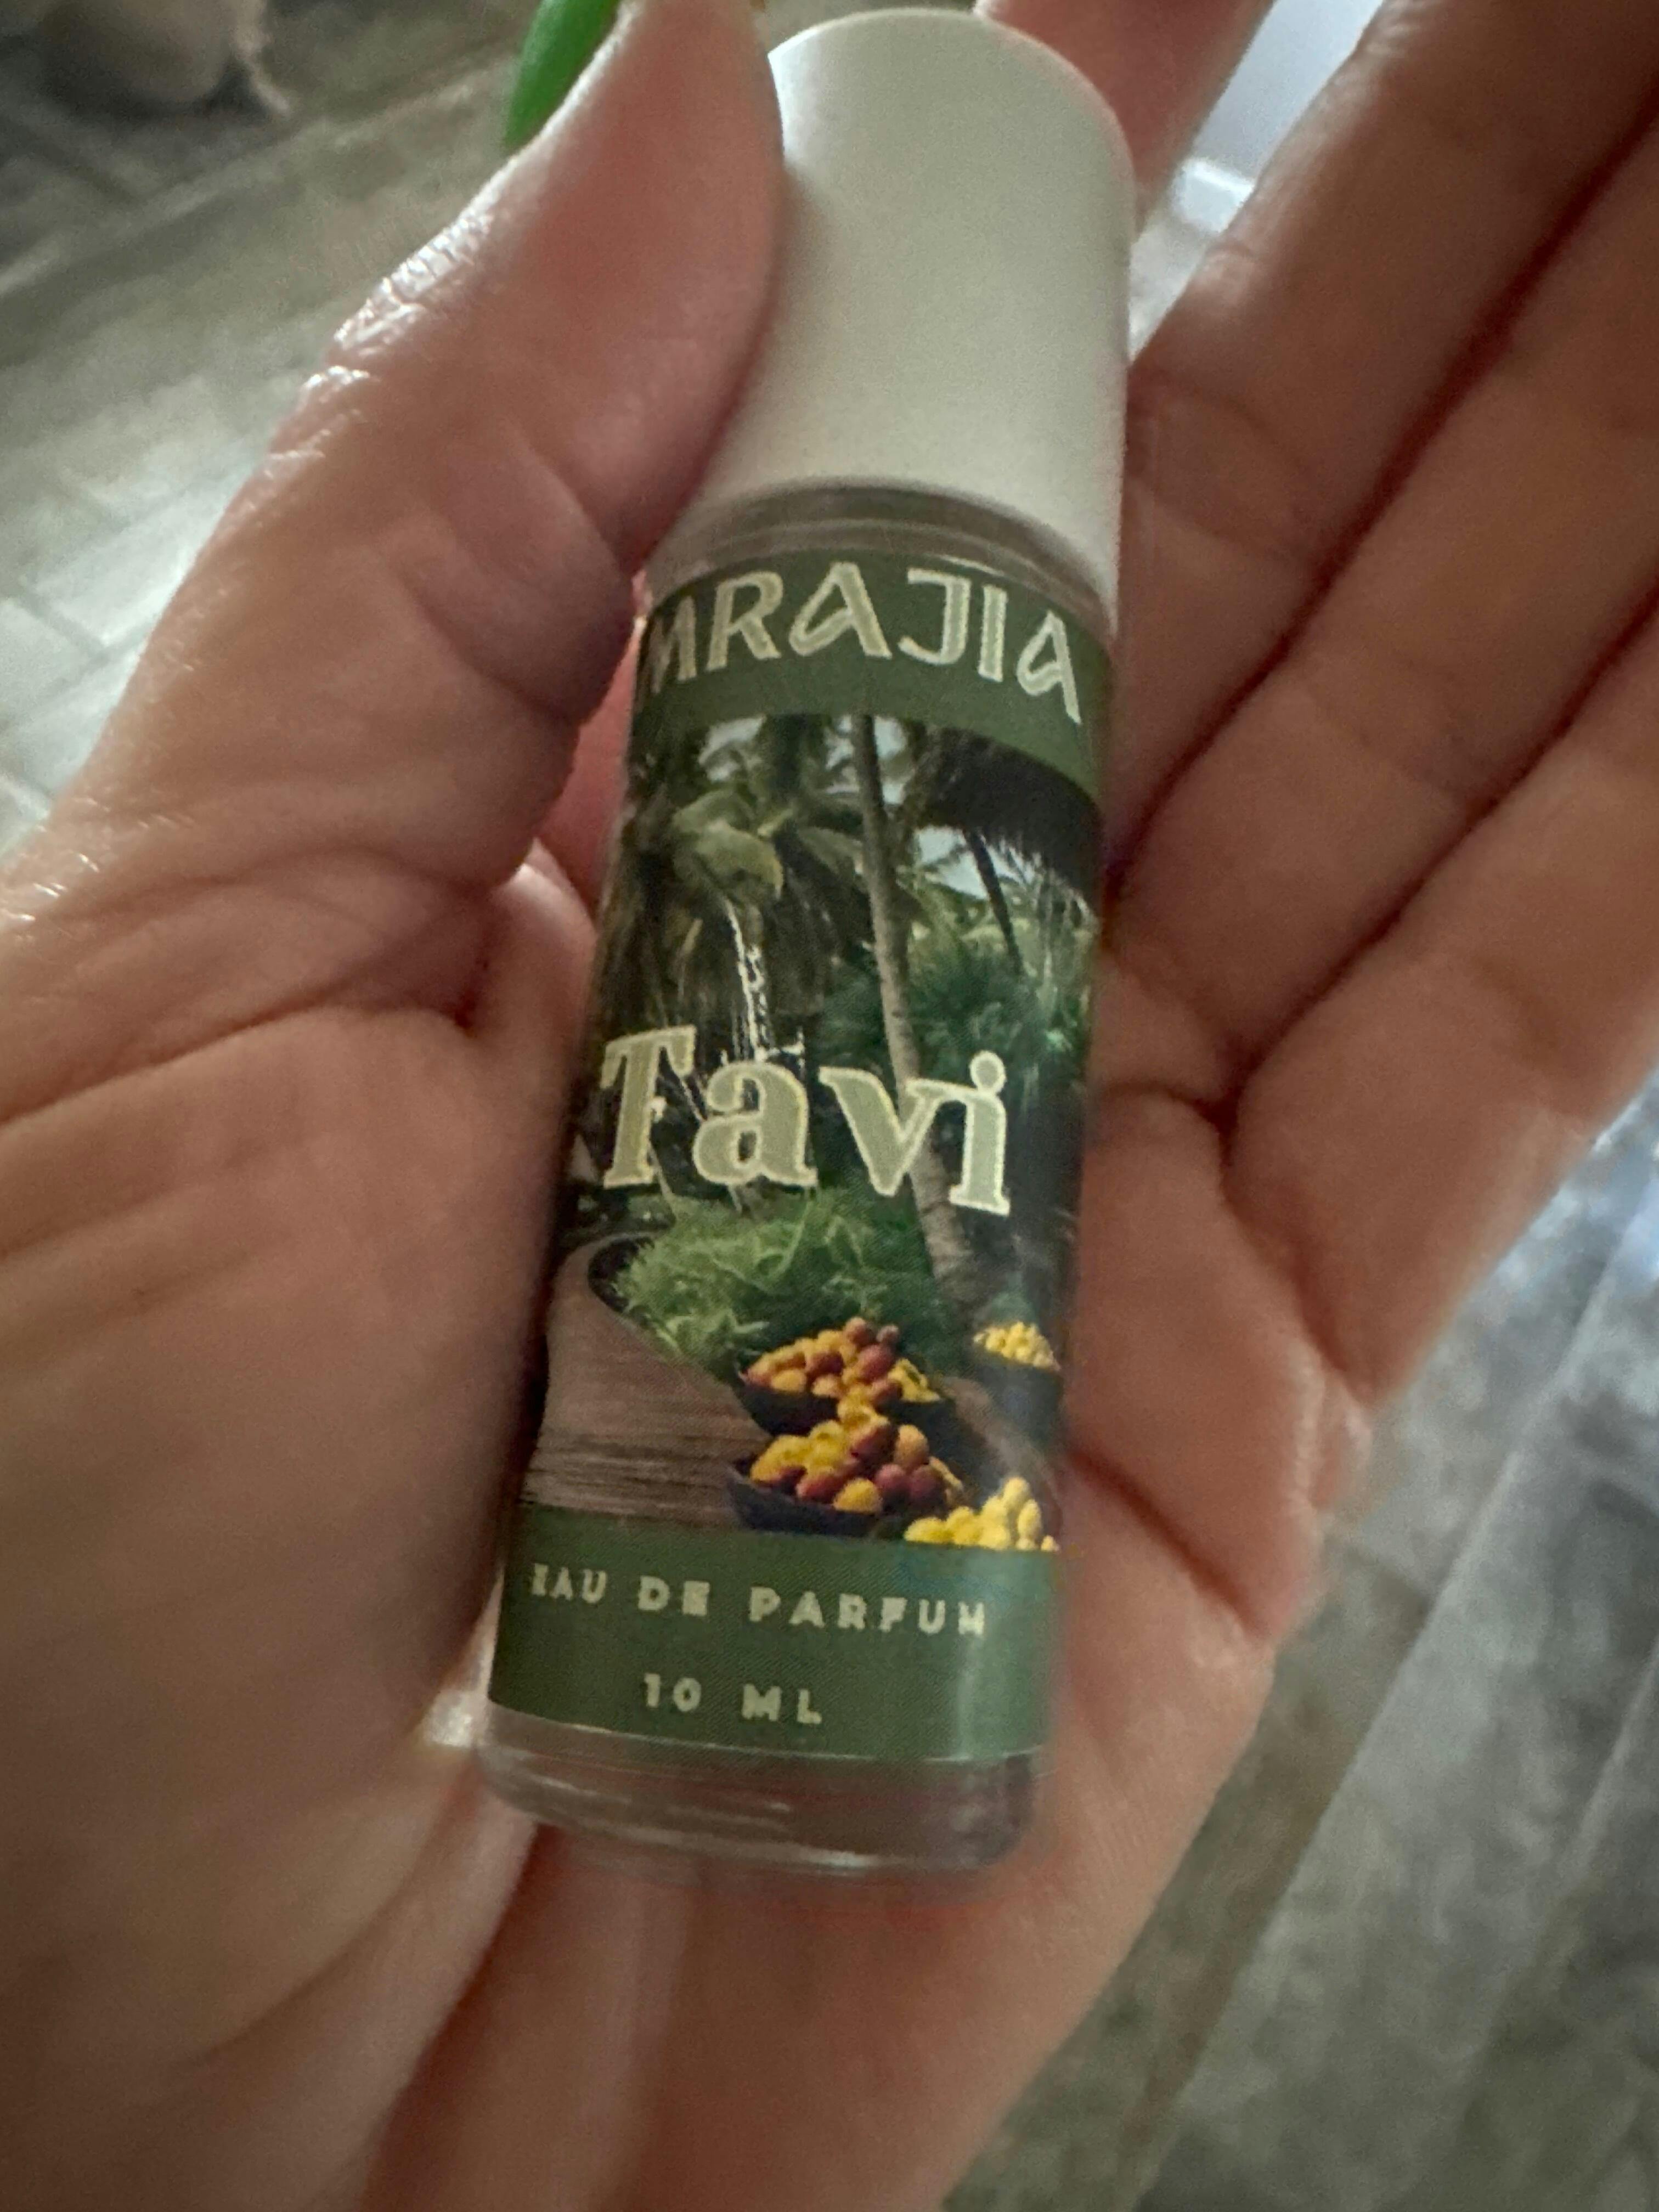 MRAJIA
Tavi
EAU DE PARFUM
10 ML